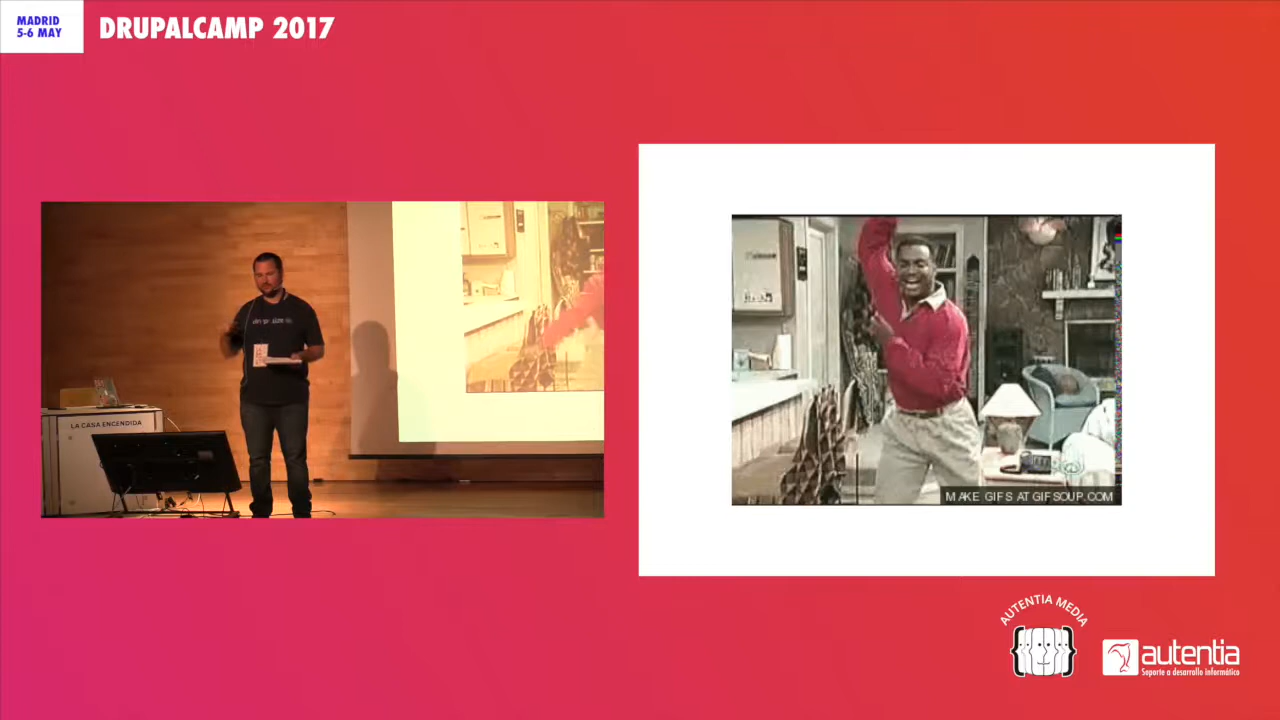 MADRID
5-6 MAY
DRUPALCAMP 2017
LA CASA ENCENDIDA
MAKE GIFS AT GIFSOUP.COM
AUTENTIA MEDIA
autentia
Soporte a desarrollo informático